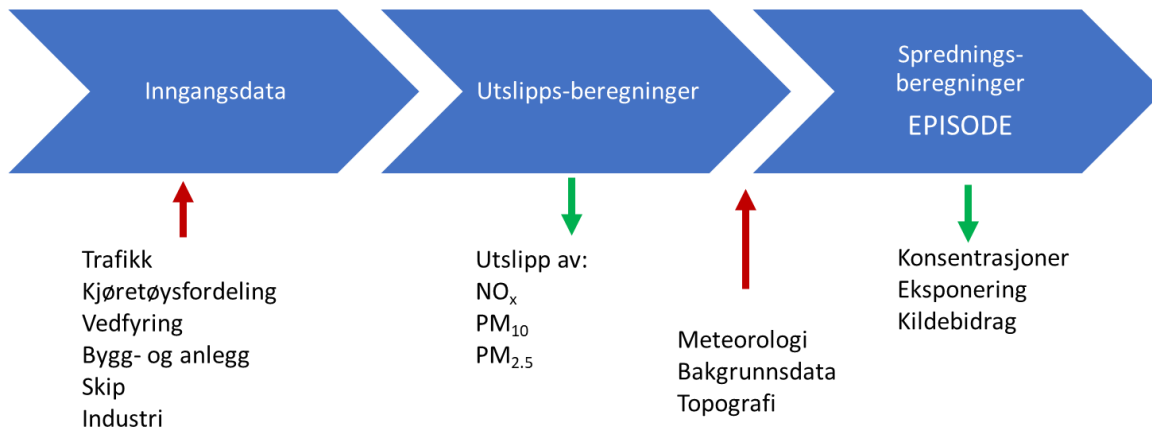 Inngangsdata
Utslipps-beregninger
Sprednings-
beregninger
EPISODE
Trafikk
Kjøretøysfordeling
Vedfyring
Bygg- og anlegg
Skip
Industri
Utslipp av:
NOₓ
PM₁₀
PM₂.₅
Meteorologi
Bakgrunnsdata
Topografi
Konsentrasjoner
Eksponering
Kildebidrag